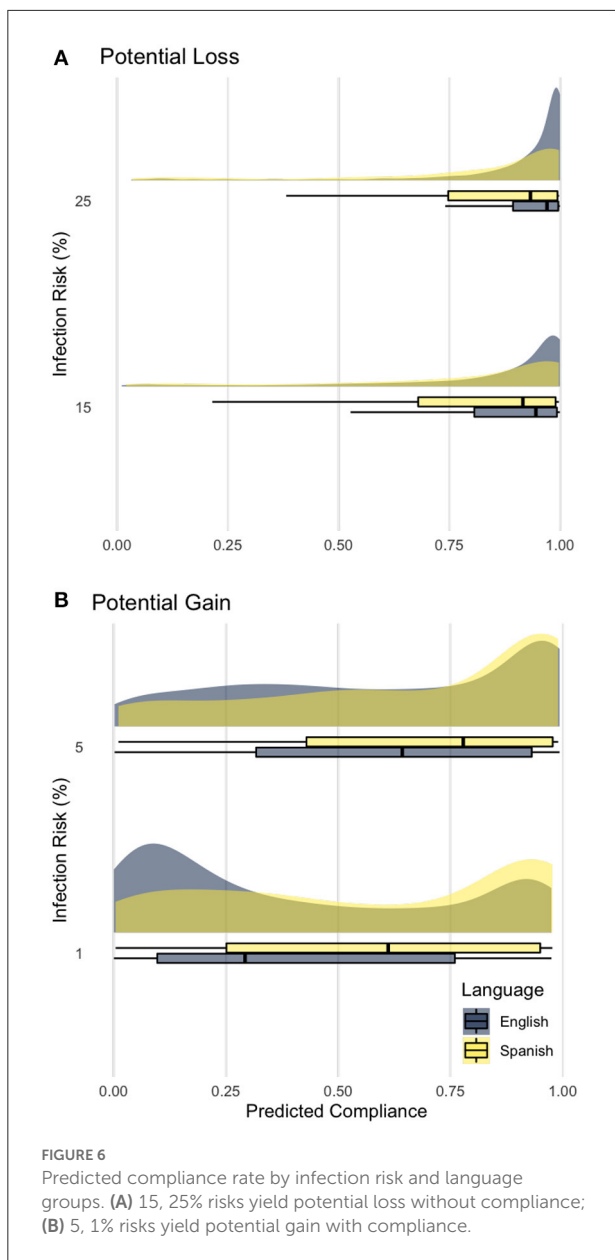 A Potential Loss
Infection Risk (%)
25
15
0.00 0.25 0.50 0.75 1.00
B Potential Gain
Infection Risk (%)
5
1
Language
English
Spanish
0.00 0.25 0.50 0.75 1.00
Predicted Compliance
FIGURE 6
Predicted compliance rate by infection risk and language
groups. (A) 15, 25% risks yield potential loss without compliance;
(B) 5, 1% risks yield potential gain with compliance.